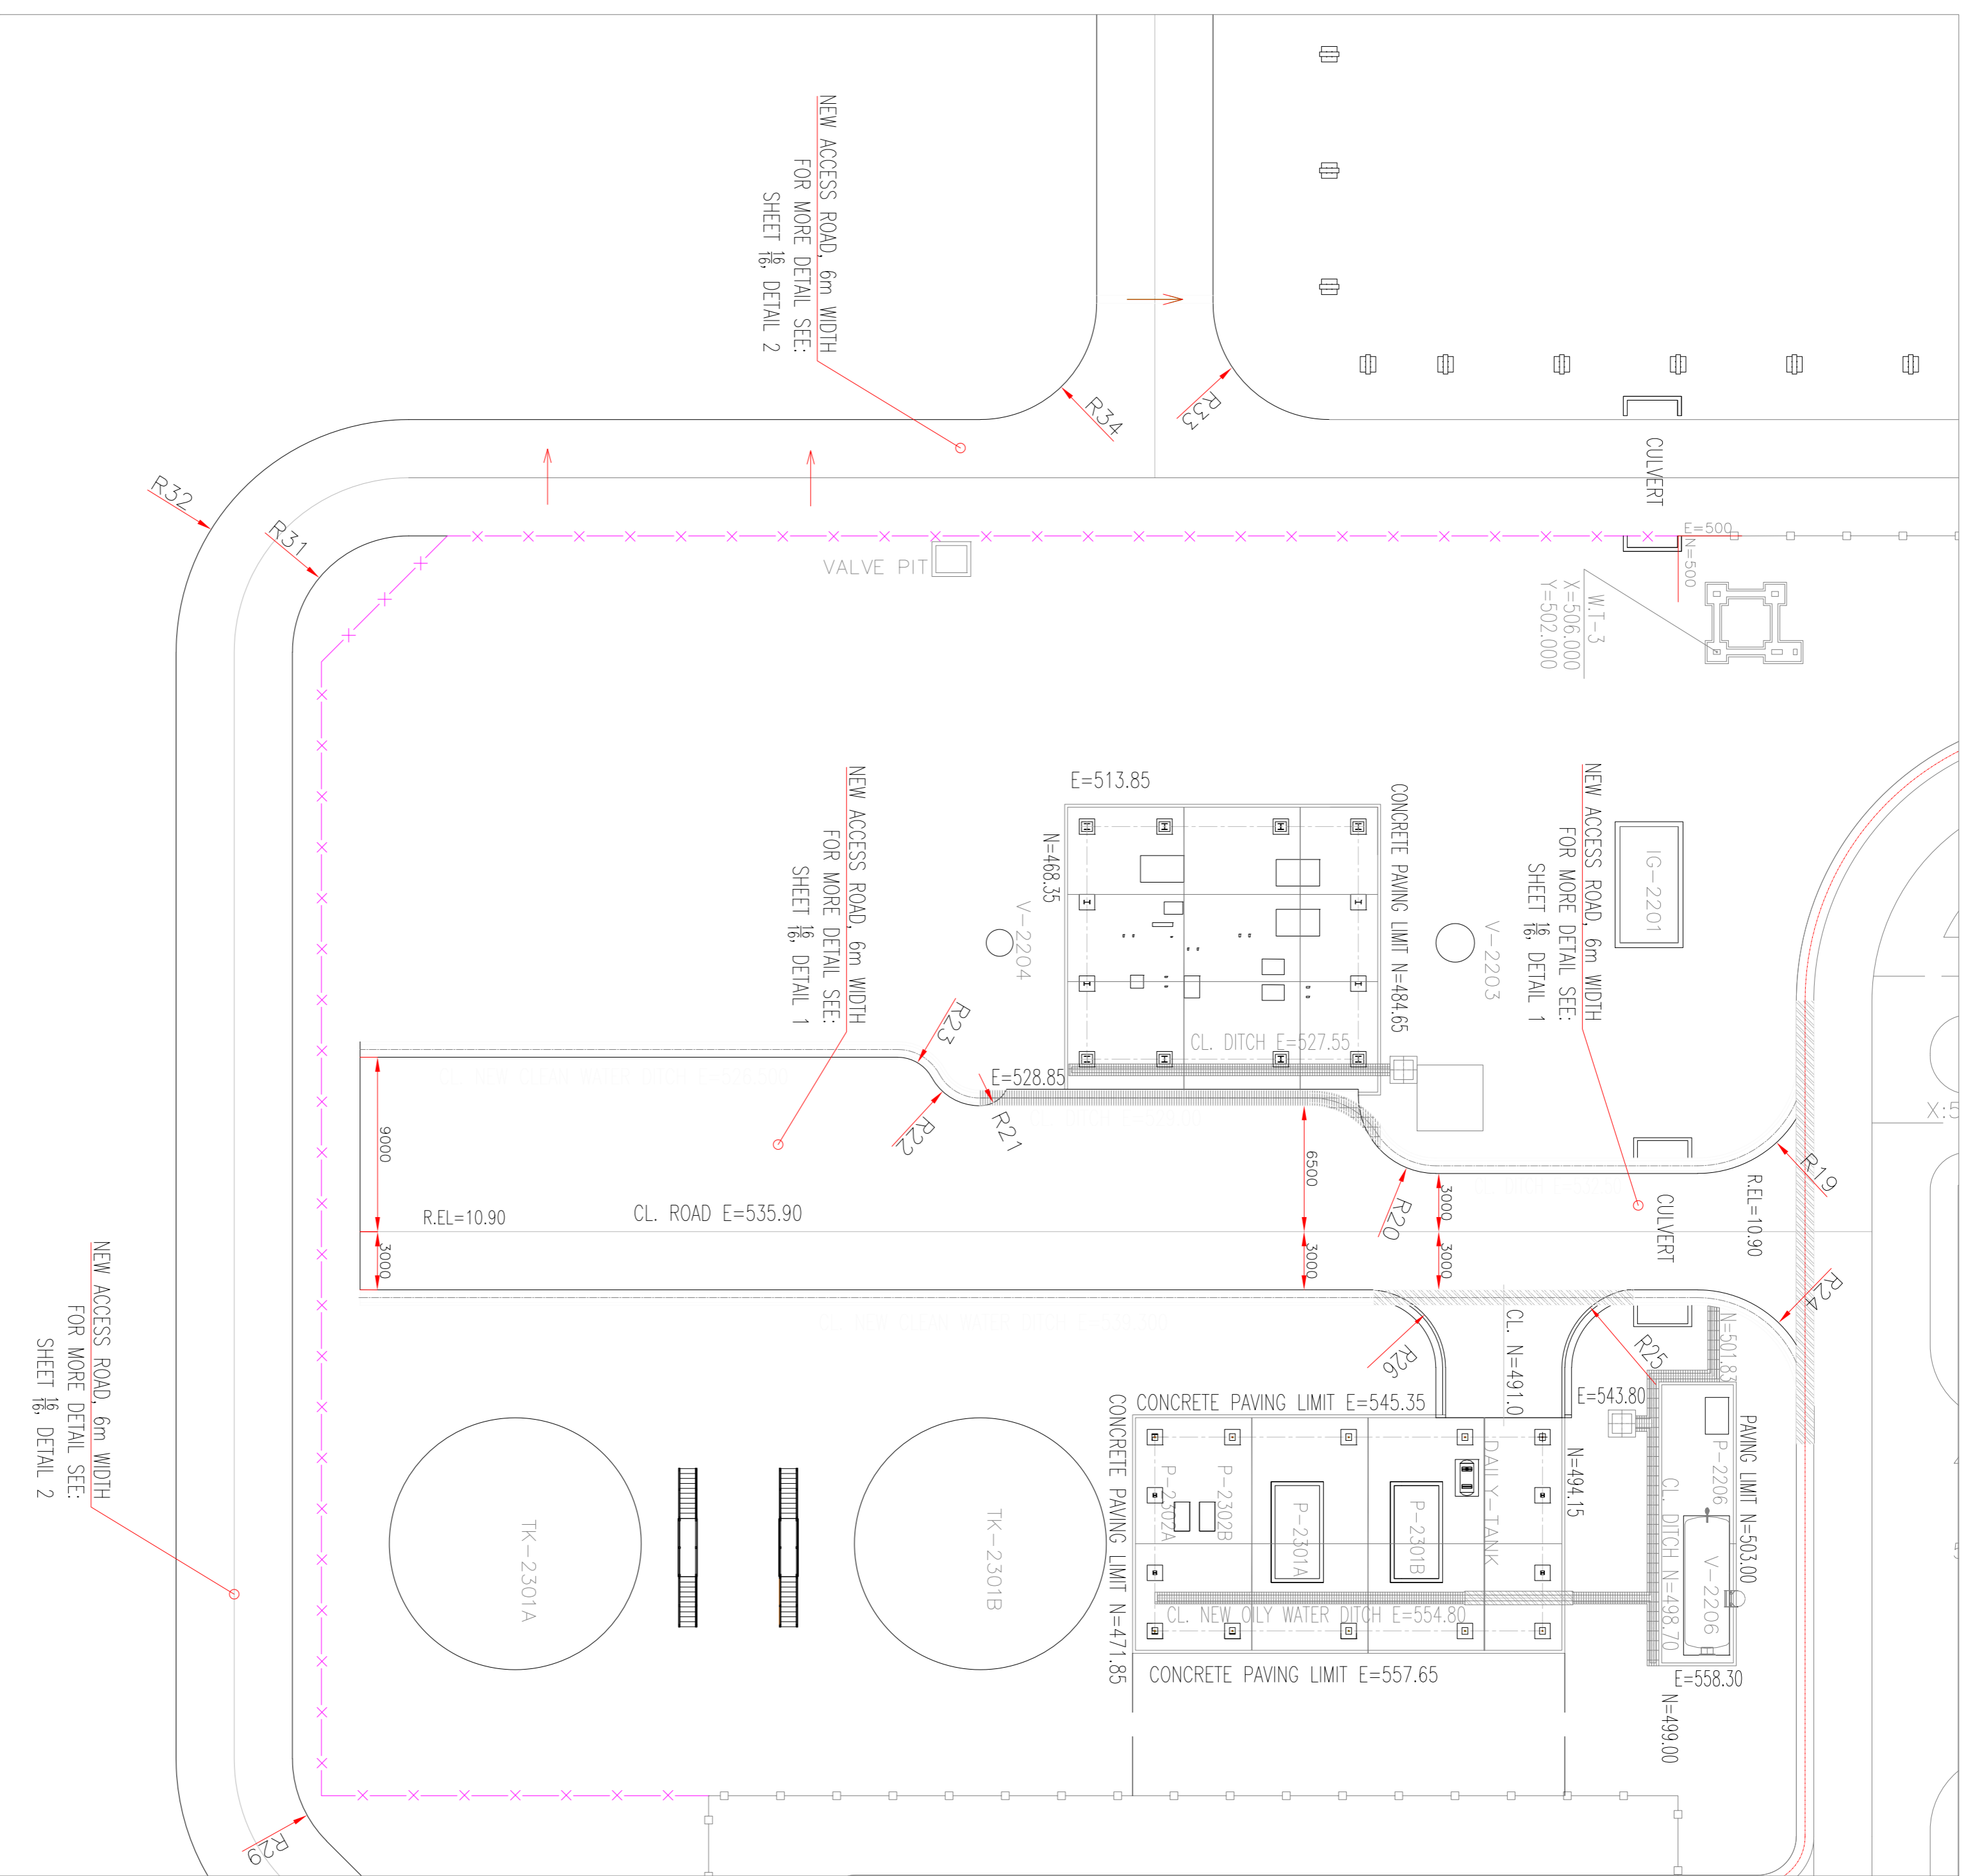 NEW ACCESS ROAD, 6m WIDTH
FOR MORE DETAIL SEE:
SHEET 16/16, DETAIL 2
R34
R33
CULVERT
R32
R31
E=500
N=500
VALVE PIT
W.T-3
X=506.000
Y=502.000
NEW ACCESS ROAD, 6m WIDTH
FOR MORE DETAIL SEE:
SHEET 16/16, DETAIL 1
E=513.85
N=468.35
CONCRETE PAVING LIMIT N=484.65
NEW ACCESS ROAD, 6m WIDTH
FOR MORE DETAIL SEE:
SHEET 16/16, DETAIL 1
IG-2201
V-2204
V-2203
CL. DITCH E=527.55
R23
E=528.85
R22
R21
X:5
9000
6500
3000
R20
R19
R.EL=10.90
CULVERT
CL. ROAD E=535.90
R.EL=10.90
3000
3000
3000
R24
R26
CL. N=491.0
R25
N=501.83
E=543.80
NEW ACCESS ROAD, 6m WIDTH
FOR MORE DETAIL SEE:
SHEET 16/16, DETAIL 2
CONCRETE PAVING LIMIT E=545.35
CONCRETE PAVING LIMIT N=471.85
N=494.15
PAVING LIMIT N=503.00
P-2206
CL. DITCH N=498.70
V-2206
DAILY-TANK
P-2302A
P-2302B
P-2301A
P-2301B
TK-2301A
TK-2301B
CL. NEW OILY WATER DITCH E=554.80
CONCRETE PAVING LIMIT E=557.65
E=558.30
N=499.00
R29